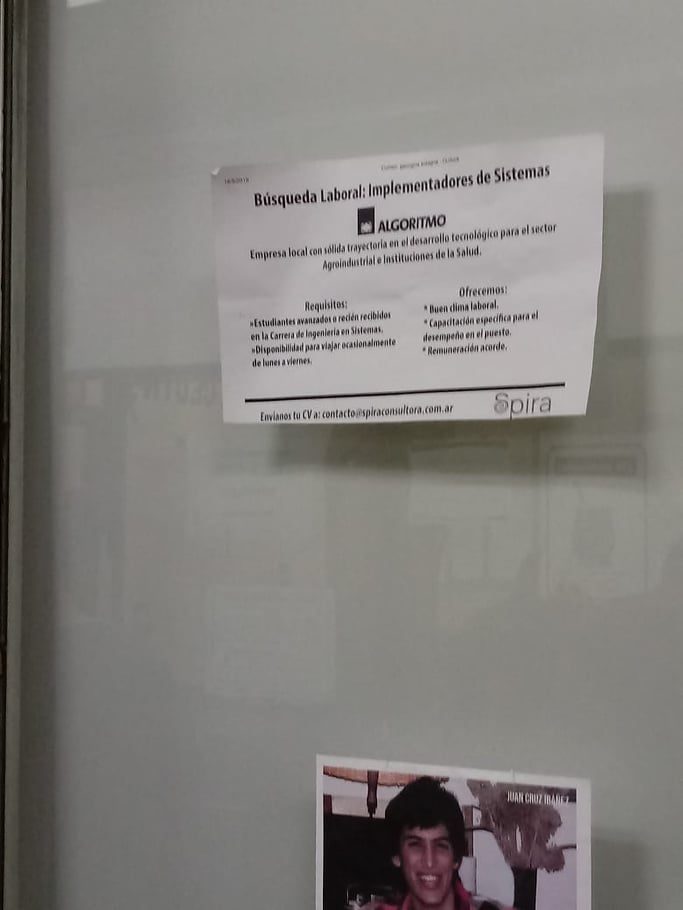 Búsqueda Laboral: Implementadores de Sistemas
ALGORITMO
Empresa local con sólida trayectoria en el desarrollo tecnológico para el sector
Agroindustrial e Instituciones de la Salud.
Requisitos:
»Estudiantes avanzados o recién recibidos
en la Carrera de Ingeniería en Sistemas.
»Disponibilidad para viajar ocasionalmente
de lunes a viernes.
Ofrecemos:
* Buen clima laboral.
* Capacitación específica para el
desempeño en el puesto.
* Remuneración acorde.
Envianos tu CV a: contacto@spiraconsultora.com.ar
Spira
JUAN CRUZ IBÁÑEZ